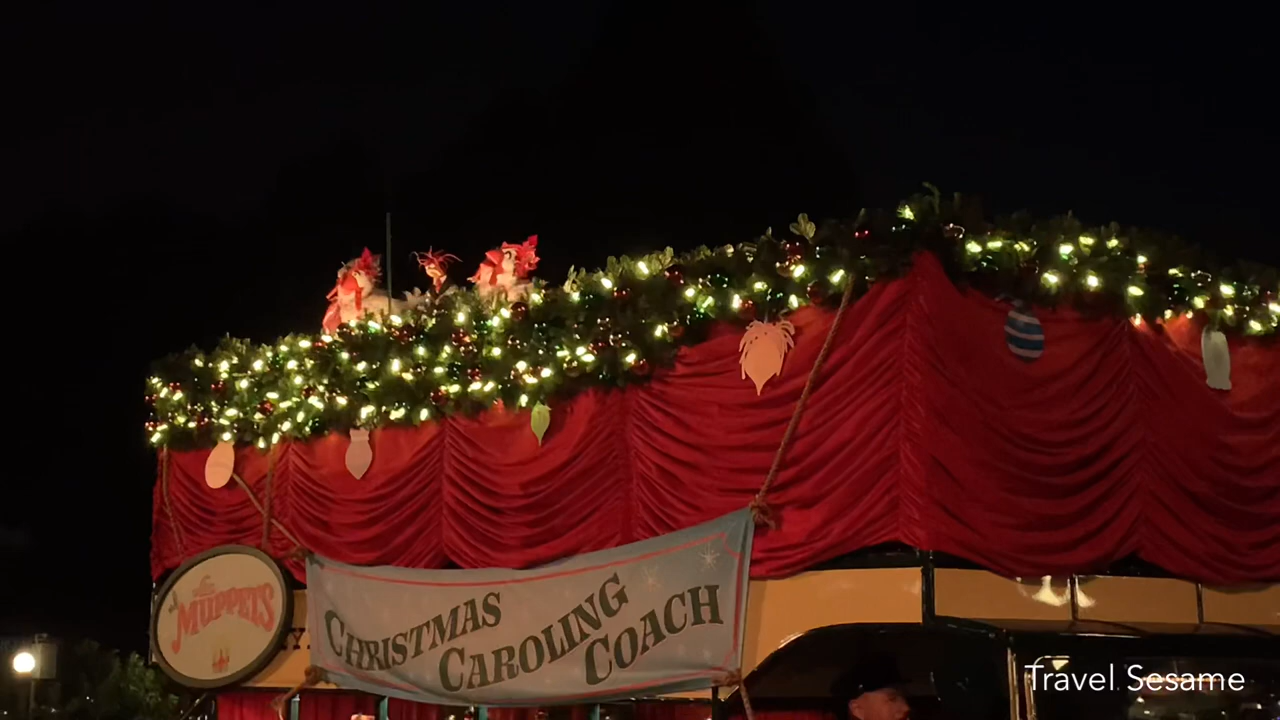 MUPPETS
CHRISTMAS
CAROLING
COACH
Travel Sesame